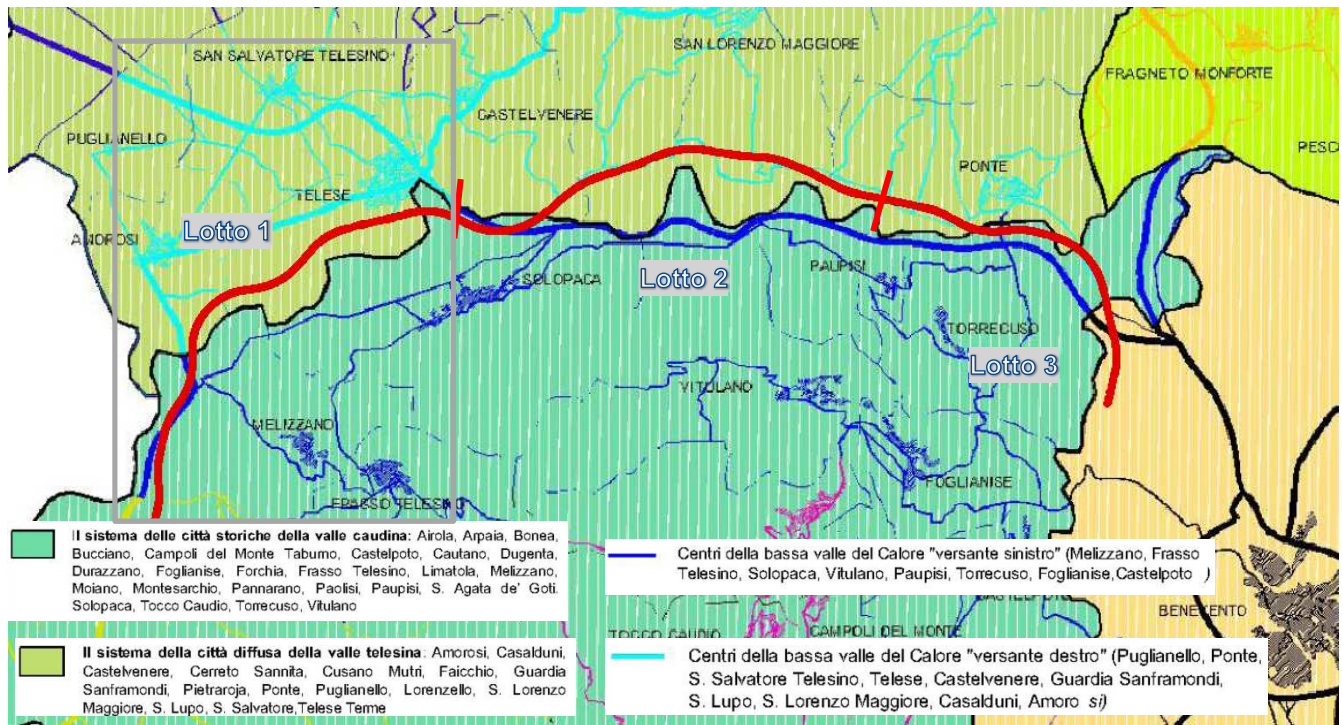 SAN SALVATORE TELESINO
SAN LORENZO MAGGIORE
FRAGNETO MONFORTE
CASTELVENERE
PUGLIANELLO
PESC
PONTE
TELESE
Lotto 1
AMOROSI
SOLOPACA
Lotto 2
PAUPISI
TORRECUSO
Lotto 3
VITULANO
MELIZZANO
FOGLIANISE
FRASSO TELESINO
Il sistema delle città storiche della valle caudina: Airola, Arpaia, Bonea,
Bucciano, Campoli del Monte Taburno, Castelpoto, Cautano, Dugenta,
Durazzano, Foglianise, Forchia, Frasso Telesino, Limatola, Melizzano,
Moiano, Montesarchio, Pannarano, Paolisi, Paupisi, S. Agata de' Goti.
Solopaca, Tocco Caudio, Torrecuso, Vitulano
Centri della bassa valle del Calore "versante sinistro" (Melizzano, Frasso
Telesino, Solopaca, Vitulano, Paupisi, Torrecuso, Foglianise,Castelpoto )
BENEVENTO
TOCCO CAUDIO
CAMPOLI DEL MONTE
Il sistema della città diffusa della valle telesina: Amorosi, Casalduni,
Castelvenere, Cerreto Sannita, Cusano Mutri, Faicchio, Guardia
Sanframondi, Pietraroja, Ponte, Puglianello, Lorenzello, S. Lorenzo
Maggiore, S. Lupo, S. Salvatore,Telese Terme
Centri della bassa valle del Calore "versante destro" (Puglianello, Ponte,
S. Salvatore Telesino, Telese, Castelvenere, Guardia Sanframondi,
S. Lupo, S. Lorenzo Maggiore, Casalduni, Amoro si)